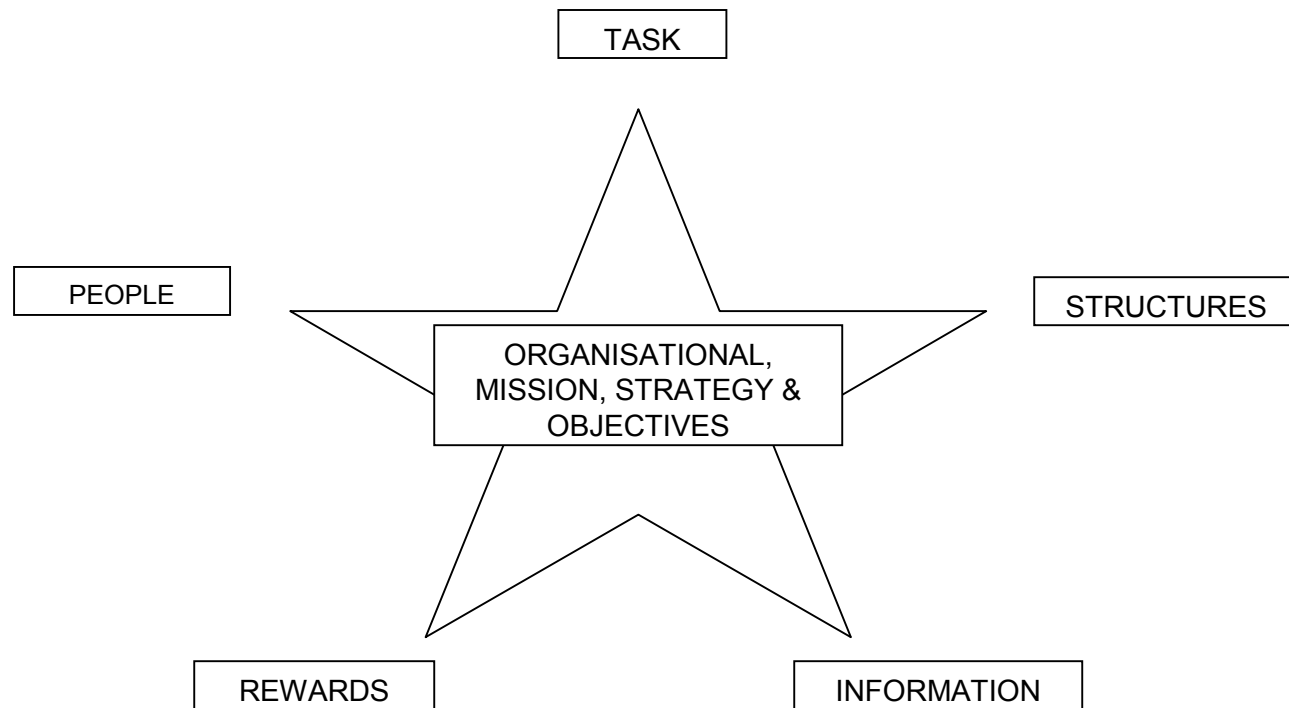 TASK
PEOPLE
STRUCTURES
ORGANISATIONAL,
MISSION, STRATEGY &
OBJECTIVES
REWARDS
INFORMATION